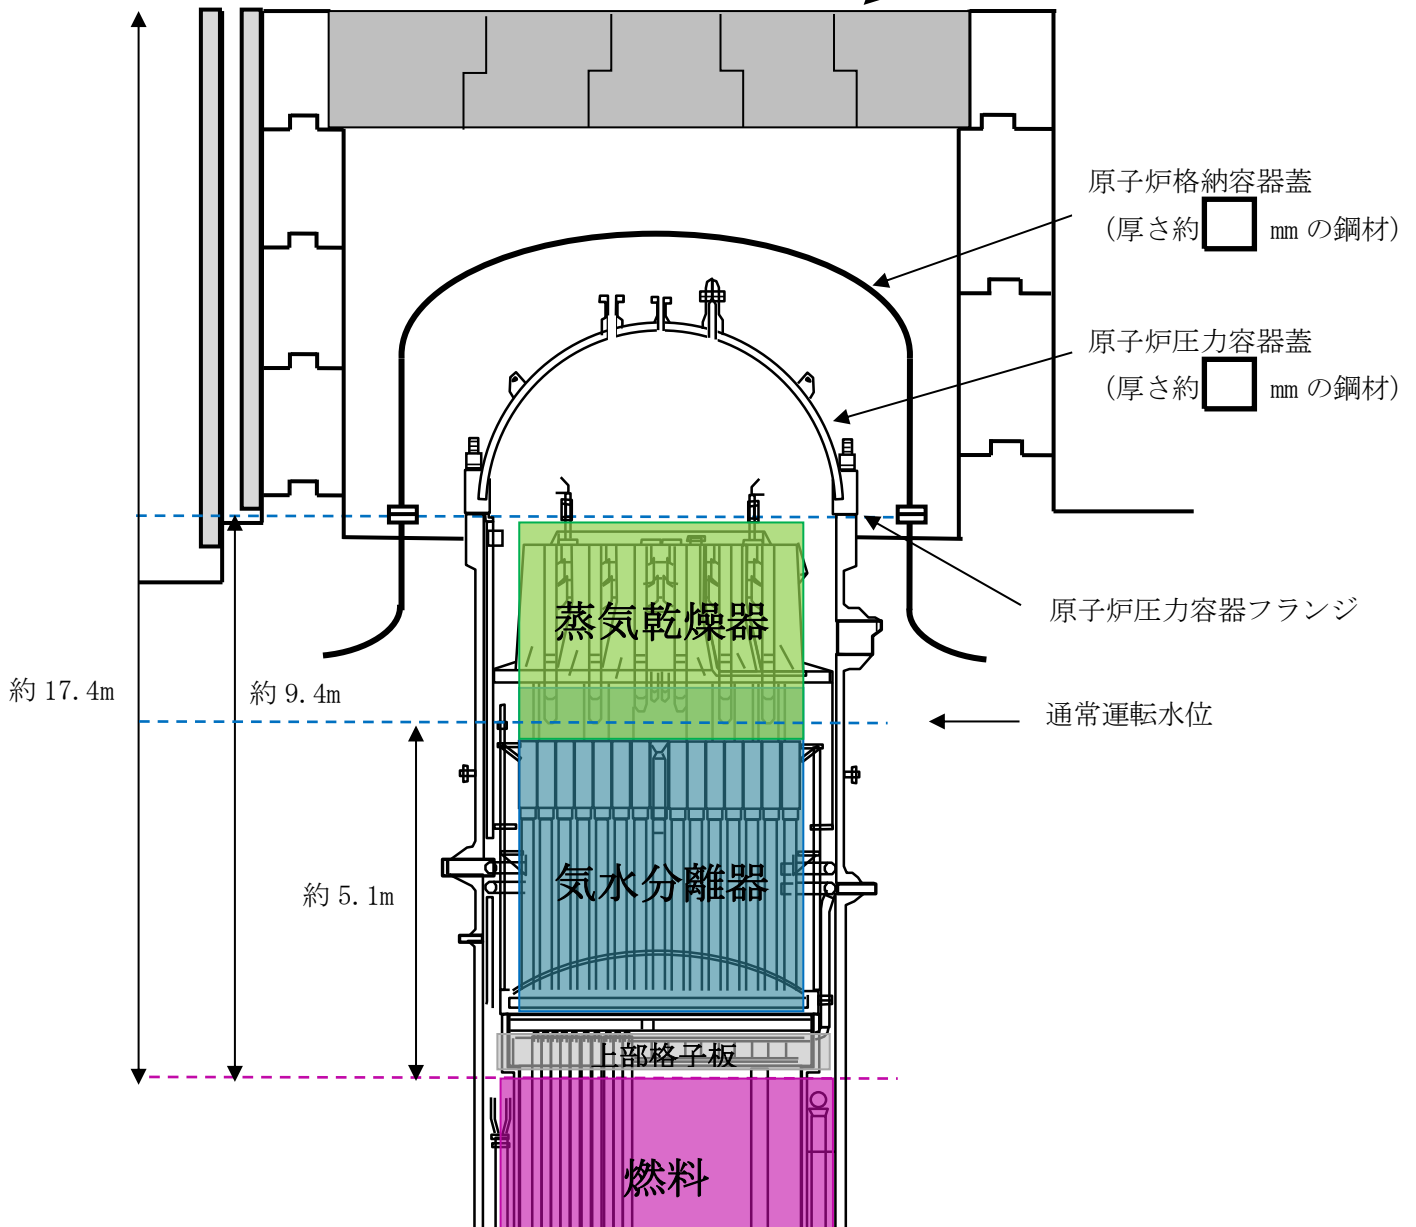 原子炉格納容器蓋
(厚さ約 mm の鋼材)
原子炉圧力容器蓋
(厚さ約 mm の鋼材)
蒸気乾燥器
原子炉圧力容器フランジ
約 17.4m
約 9.4m
通常運転水位
気水分離器
約 5.1m
上部格子板
燃料